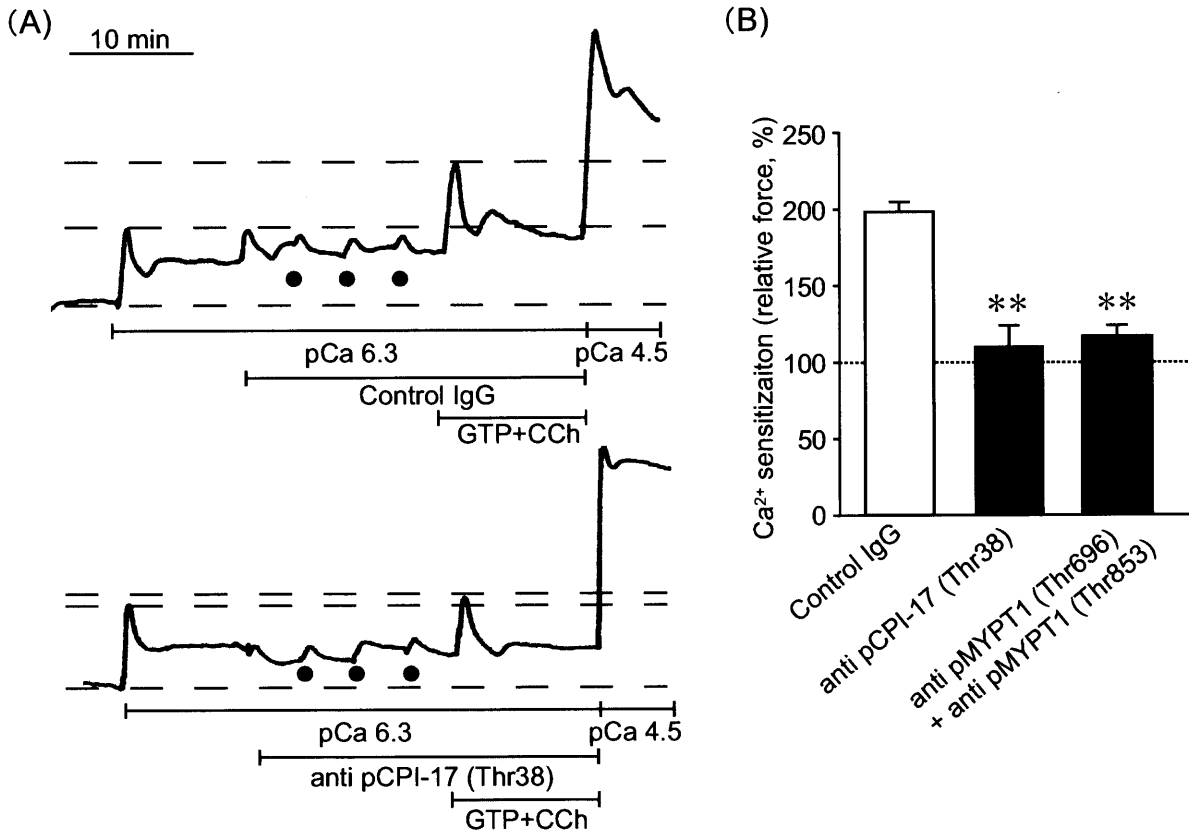 (A)
10 min
pCa 6.3
pCa 4.5
Control IgG
GTP+CCh
pCa 6.3
pCa 4.5
anti pCPI-17 (Thr38)
GTP+CCh
(B)
Ca²⁺ sensitizaiton (relative force, %)
250
200
150
100
50
0
**
**
Control IgG
anti pCPI-17 (Thr38)
anti pMYPT1 (Thr696)
+ anti pMYPT1 (Thr853)